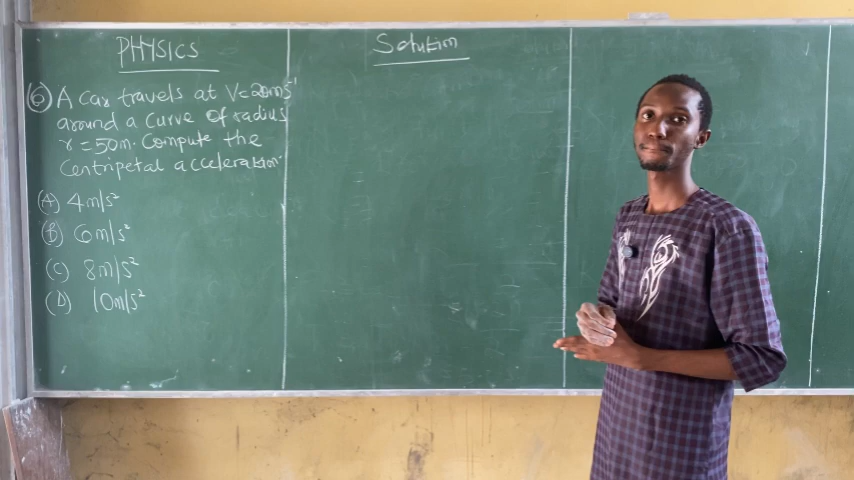 PHYSICS
Solution
(6) A car travels at V=20ms⁻¹
around a curve of radius
r = 50m. Compute the
Centripetal acceleration.
(A) 4m/s²
(B) 6m/s²
(C) 8m/s²
(D) 10m/s²